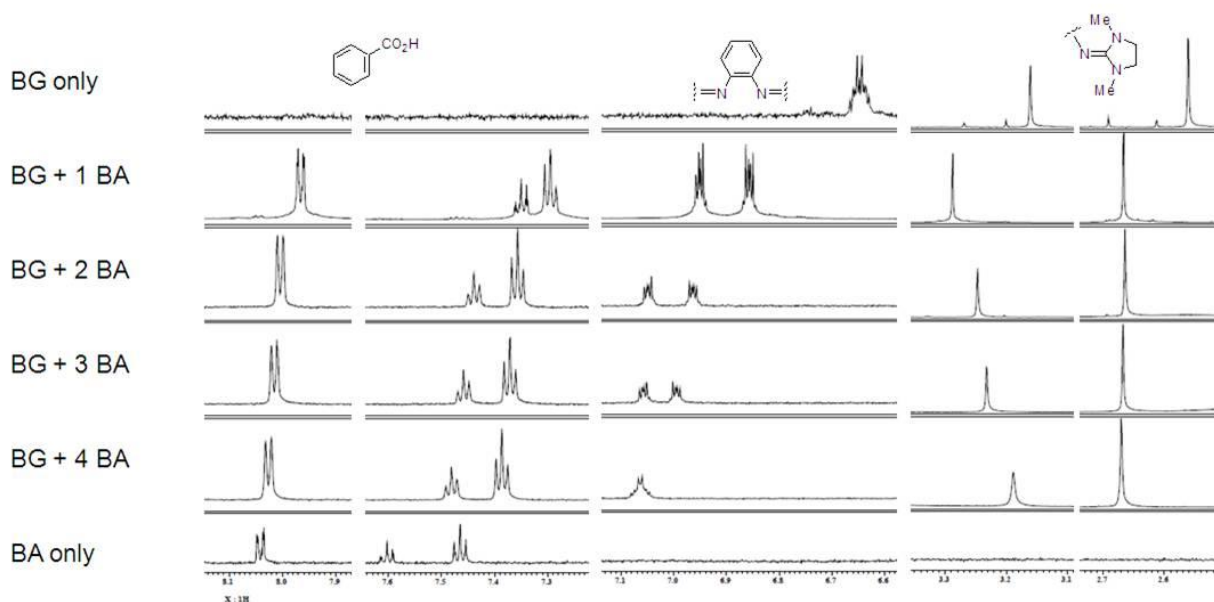 CO₂H
N N
Me
N
N
N
Me
BG only
BG + 1 BA
BG + 2 BA
BG + 3 BA
BG + 4 BA
BA only
8.1 8.0 7.9 7.6 7.5 7.4 7.3 7.1 7.0 6.9 6.8 6.7 6.6 3.3 3.2 3.1 2.7 2.6
X : 1H